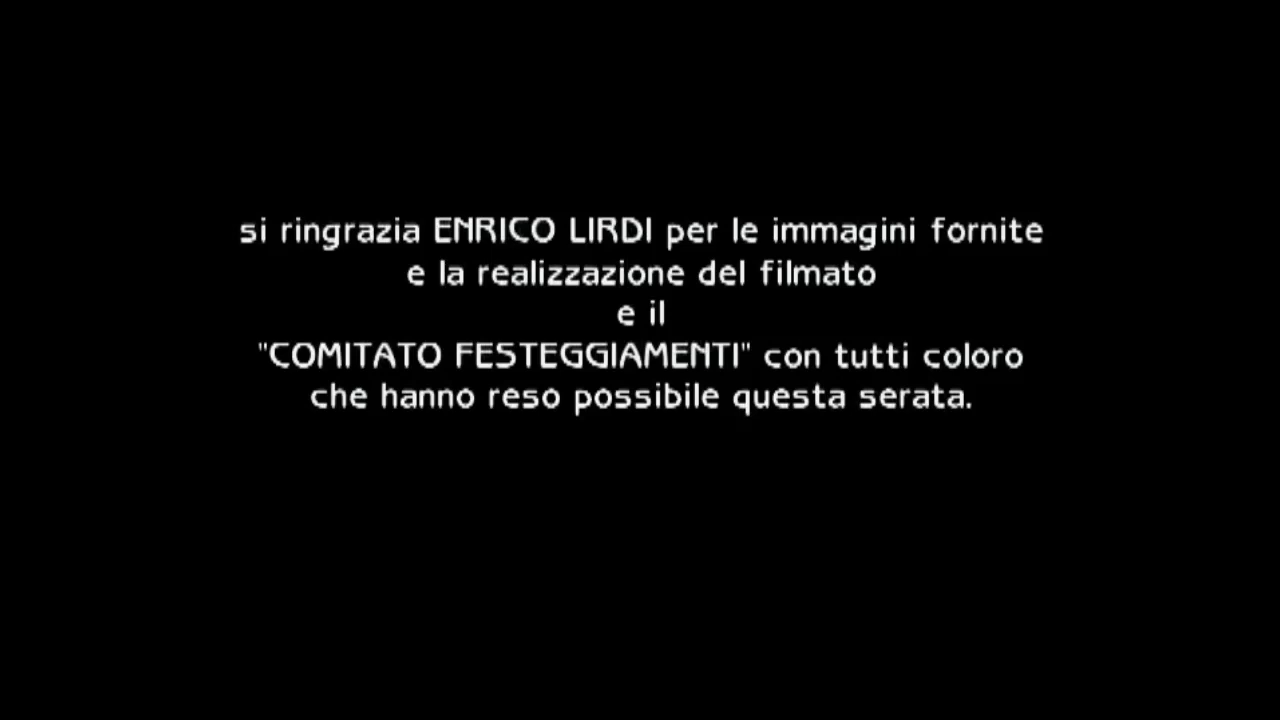 si ringrazia ENRICO LIRDI per le immagini fornite
e la realizzazione del filmato
e il
"COMITATO FESTEGGIAMENTI" con tutti coloro
che hanno reso possibile questa serata.